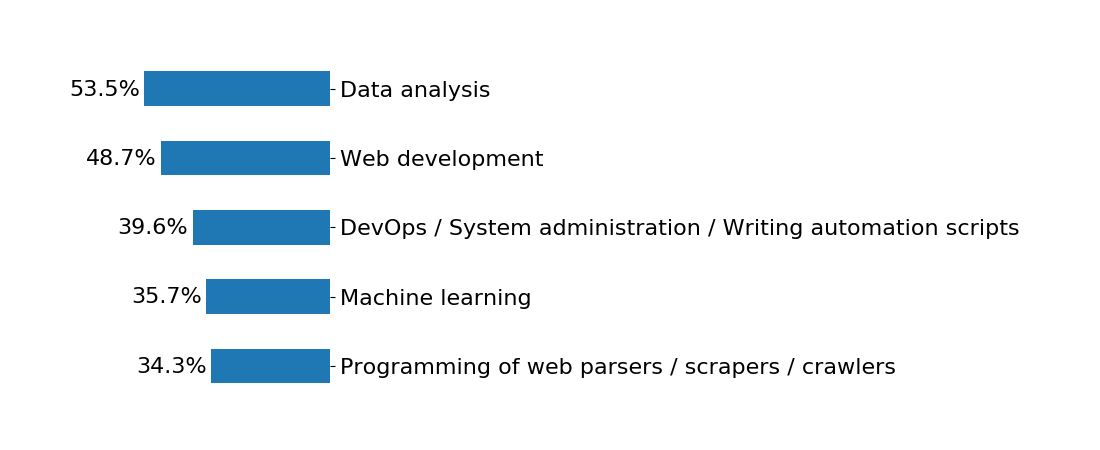 53.5% Data analysis
48.7% Web development
39.6% DevOps / System administration / Writing automation scripts
35.7% Machine learning
34.3% Programming of web parsers / scrapers / crawlers